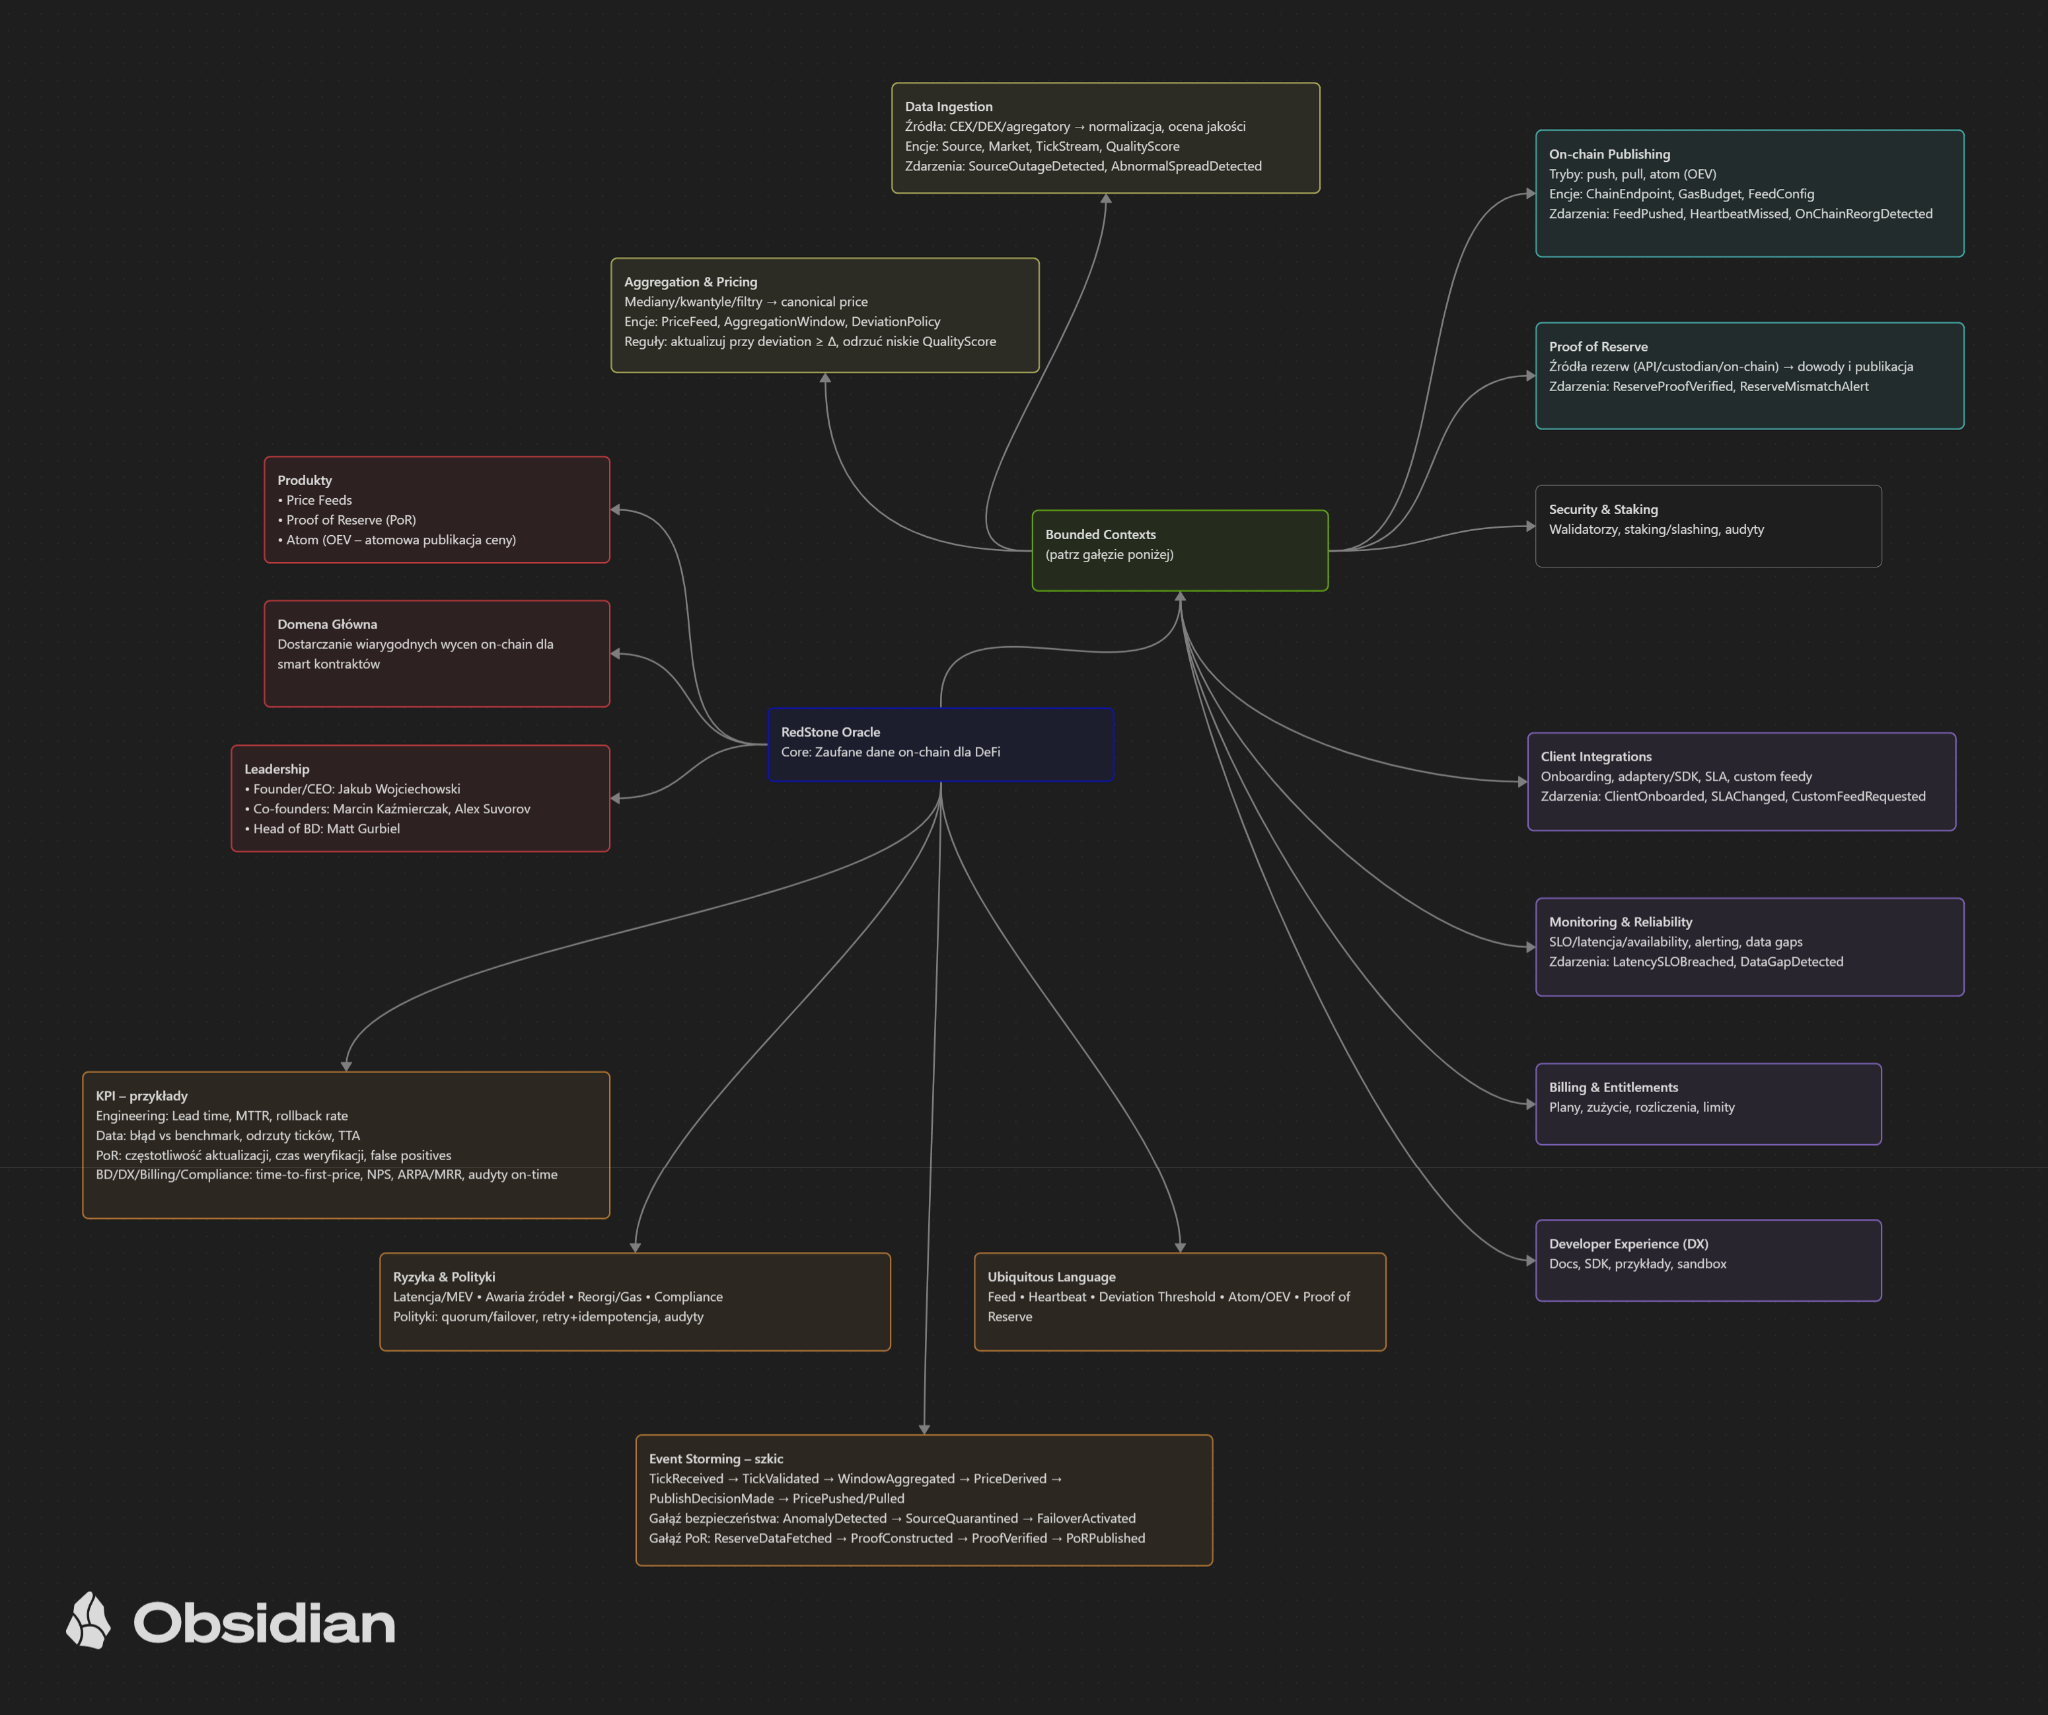 Data Ingestion
Źródła: CEX/DEX/agregatory → normalizacja, ocena jakości
Encje: Source, Market, TickStream, QualityScore
Zdarzenia: SourceOutageDetected, AbnormalSpreadDetected
On-chain Publishing
Tryby: push, pull, atom (OEV)
Encje: ChainEndpoint, GasBudget, FeedConfig
Zdarzenia: FeedPushed, HeartbeatMissed, OnChainReorgDetected
Aggregation & Pricing
Mediany/kwantyle/filtry → canonical price
Encje: PriceFeed, AggregationWindow, DeviationPolicy
Reguły: aktualizuj przy deviation ≥ Δ, odrzuć niskie QualityScore
Proof of Reserve
Źródła rezerw (API/custodian/on-chain) → dowody i publikacja
Zdarzenia: ReserveProofVerified, ReserveMismatchAlert
Produkty
• Price Feeds
• Proof of Reserve (PoR)
• Atom (OEV – atomowa publikacja ceny)
Security & Staking
Walidatorzy, staking/slashing, audyty
Bounded Contexts
(patrz gałęzie poniżej)
Domena Główna
Dostarczanie wiarygodnych wycen on-chain dla
smart kontraktów
RedStone Oracle
Core: Zaufane dane on-chain dla DeFi
Leadership
• Founder/CEO: Jakub Wojciechowski
• Co-founders: Marcin Kaźmierczak, Alex Suvorov
• Head of BD: Matt Gurbiel
Client Integrations
Onboarding, adaptery/SDK, SLA, custom feedy
Zdarzenia: ClientOnboarded, SLAChanged, CustomFeedRequested
Monitoring & Reliability
SLO/latencja/availability, alerting, data gaps
Zdarzenia: LatencySLOBreached, DataGapDetected
Billing & Entitlements
Plany, zużycie, rozliczenia, limity
KPI – przykłady
Engineering: Lead time, MTTR, rollback rate
Data: błąd vs benchmark, odrzuty ticków, TTA
PoR: częstotliwość aktualizacji, czas weryfikacji, false positives
BD/DX/Billing/Compliance: time-to-first-price, NPS, ARPA/MRR, audyty on-time
Developer Experience (DX)
Docs, SDK, przykłady, sandbox
Ryzyka & Polityki
Latencja/MEV • Awaria źródeł • Reorgi/Gas • Compliance
Polityki: quorum/failover, retry+idempotencja, audyty
Ubiquitous Language
Feed • Heartbeat • Deviation Threshold • Atom/OEV • Proof of
Reserve
Event Storming – szkic
TickReceived → TickValidated → WindowAggregated → PriceDerived →
PublishDecisionMade → PricePushed/Pulled
Gałąź bezpieczeństwa: AnomalyDetected → SourceQuarantined → FailoverActivated
Gałąź PoR: ReserveDataFetched → ProofConstructed → ProofVerified → PoRPublished
Obsidian